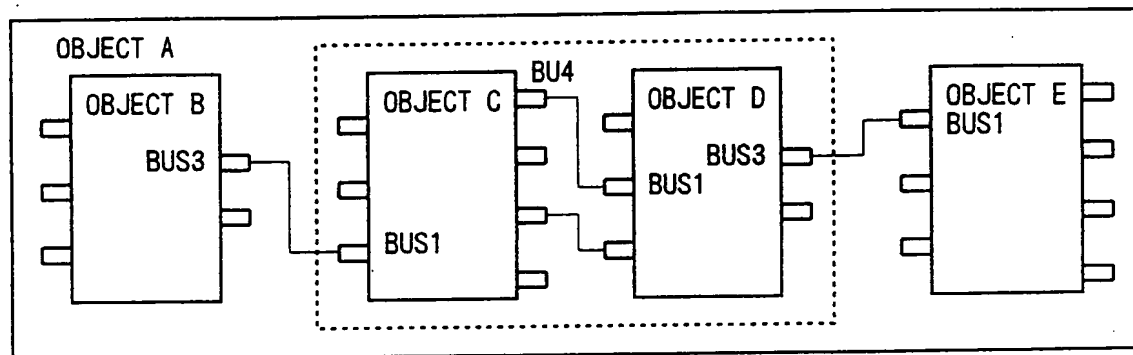 OBJECT A
OBJECT B
BUS3
OBJECT C
BU4
BUS1
OBJECT D
BUS3
BUS1
OBJECT E
BUS1